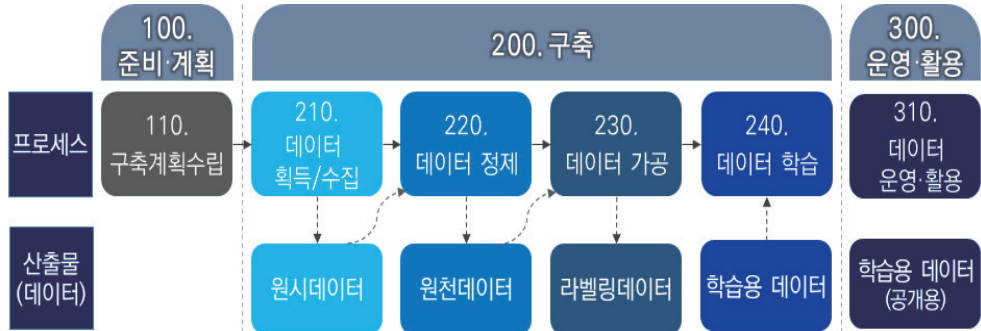 100.
준비·계획
200. 구축
300.
운영·활용
프로세스
110.
구축계획수립
210.
데이터
획득/수집
220.
데이터 정제
230.
데이터 가공
240.
데이터 학습
310.
데이터
운영·활용
산출물
(데이터)
원시데이터
원천데이터
라벨링데이터
학습용 데이터
학습용 데이터
(공개용)